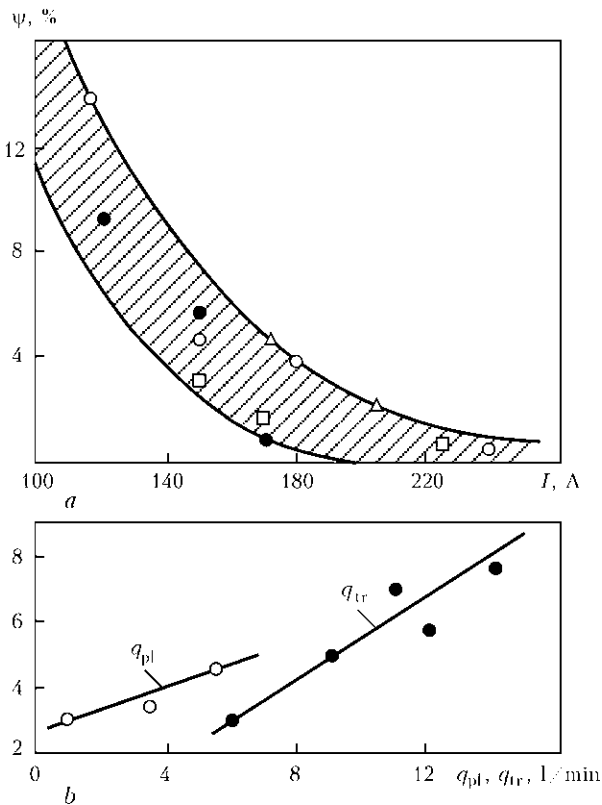 ψ, %
12
8
4
100 140 180 220 I, A
a
8
6
4
2
q_tr
q_pl
0 4 8 12 q_pl, q_tr, l/min
b